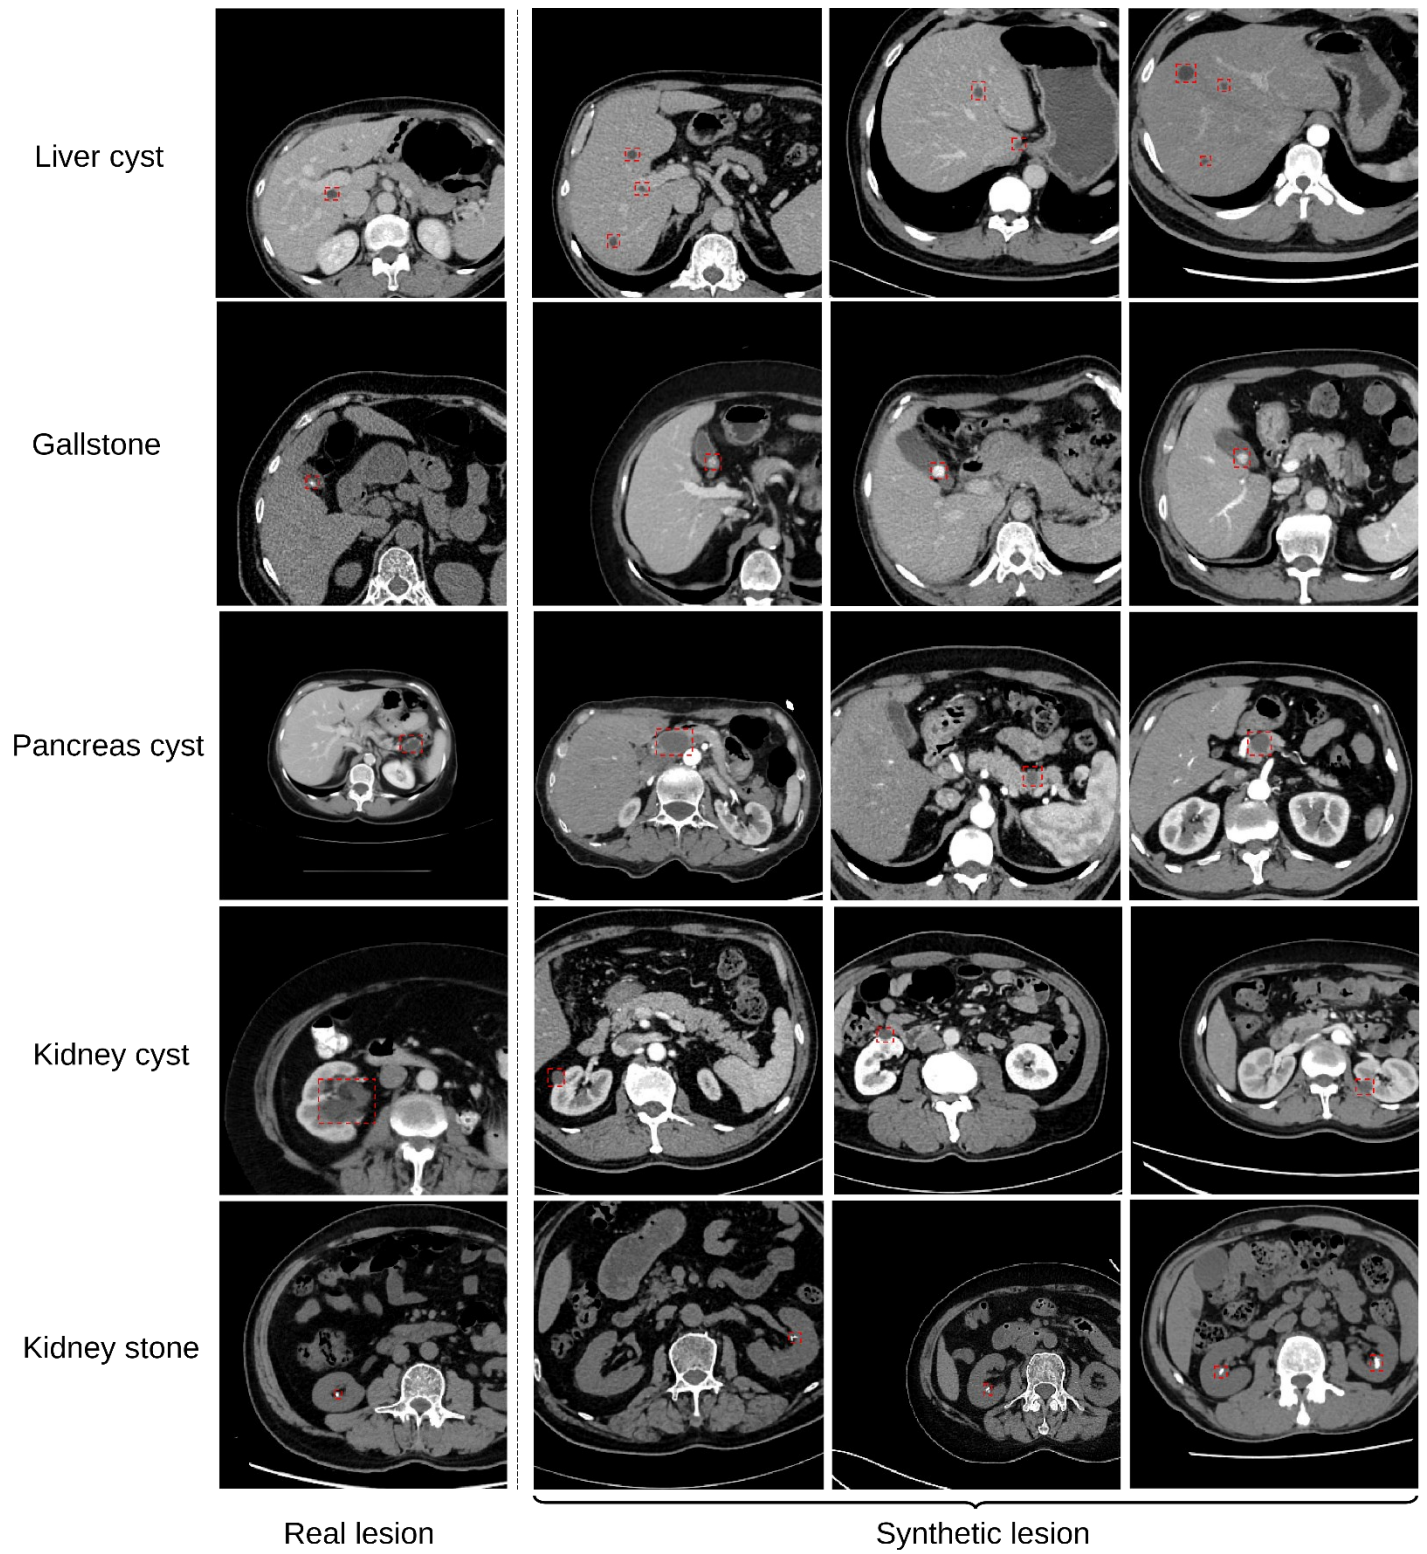 Liver cyst
Gallstone
Pancreas cyst
Kidney cyst
Kidney stone
Real lesion
Synthetic lesion